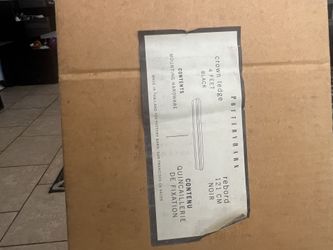 POTTERYBARN
crown ledge
4 FEET
BLACK
rebord
121 CM
NOIR
CONTENTS
MOUNTING HARDWARE
CONTENU
QUINCAILLERIE
DE FIXATION